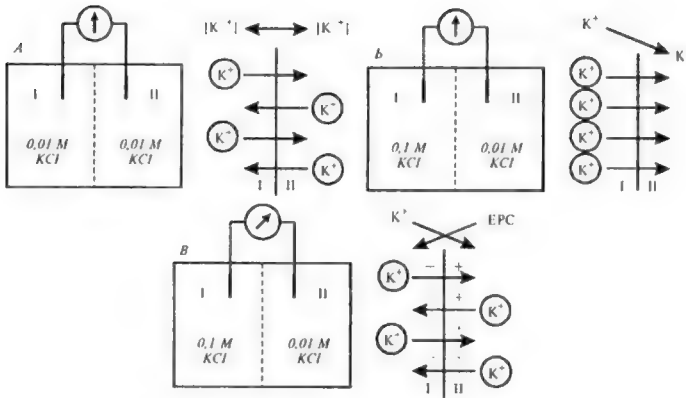 А
I
II
0,01 M
KCl
0,01 M
KCl
[K⁺] [K⁺]
K⁺
K⁺
K⁺
K⁺
I II
Б
I
II
0,1 M
KCl
0,01 M
KCl
K⁺
K
K⁺
K⁺
K⁺
K⁺
I II
В
I
II
0,1 M
KCl
0,01 M
KCl
K⁺ EPC
− +
K⁺
+
K⁺
K⁺
K⁺
I II